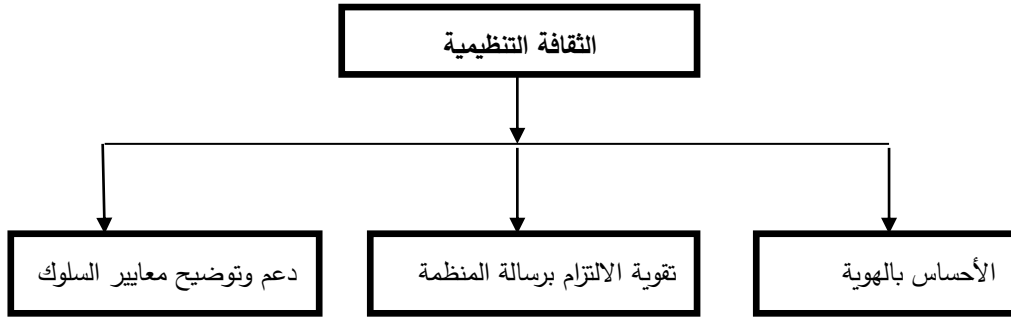 الثقافة التنظيمية
الأحساس بالهوية
تقوية الالتزام برسالة المنظمة
دعم وتوضيح معايير السلوك